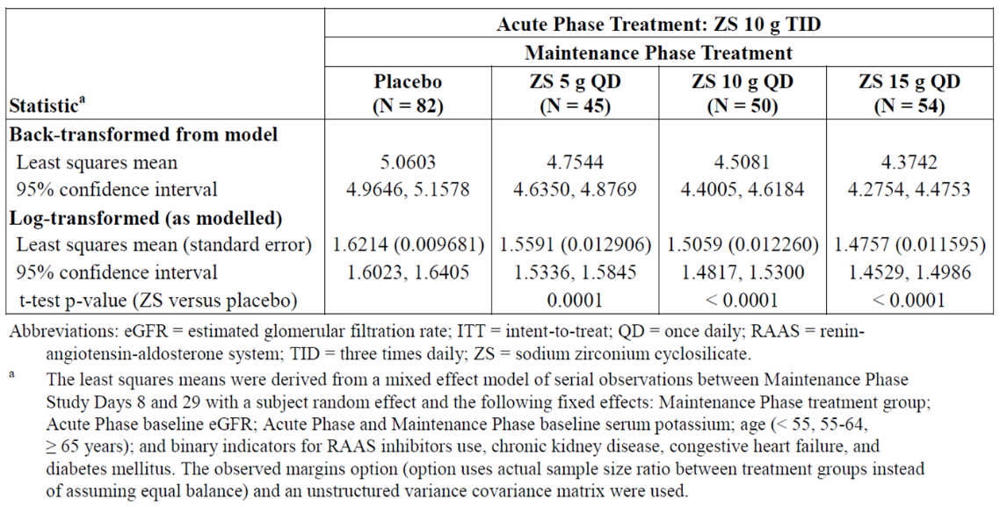 Acute Phase Treatment: ZS 10 g TID
Maintenance Phase Treatment
Statistic^a Placebo (N = 82) ZS 5 g QD (N = 45) ZS 10 g QD (N = 50) ZS 15 g QD (N = 54)
Back-transformed from model
Least squares mean 5.0603 4.7544 4.5081 4.3742
95% confidence interval 4.9646, 5.1578 4.6350, 4.8769 4.4005, 4.6184 4.2754, 4.4753
Log-transformed (as modelled)
Least squares mean (standard error) 1.6214 (0.009681) 1.5591 (0.012906) 1.5059 (0.012260) 1.4757 (0.011595)
95% confidence interval 1.6023, 1.6405 1.5336, 1.5845 1.4817, 1.5300 1.4529, 1.4986
t-test p-value (ZS versus placebo) 0.0001 < 0.0001 < 0.0001
Abbreviations: eGFR = estimated glomerular filtration rate; ITT = intent-to-treat; QD = once daily; RAAS = renin-
angiotensin-aldosterone system; TID = three times daily; ZS = sodium zirconium cyclosilicate.
a The least squares means were derived from a mixed effect model of serial observations between Maintenance Phase
Study Days 8 and 29 with a subject random effect and the following fixed effects: Maintenance Phase treatment group;
Acute Phase baseline eGFR; Acute Phase and Maintenance Phase baseline serum potassium; age (< 55, 55-64,
≥ 65 years); and binary indicators for RAAS inhibitors use, chronic kidney disease, congestive heart failure, and
diabetes mellitus. The observed margins option (option uses actual sample size ratio between treatment groups instead
of assuming equal balance) and an unstructured variance covariance matrix were used.